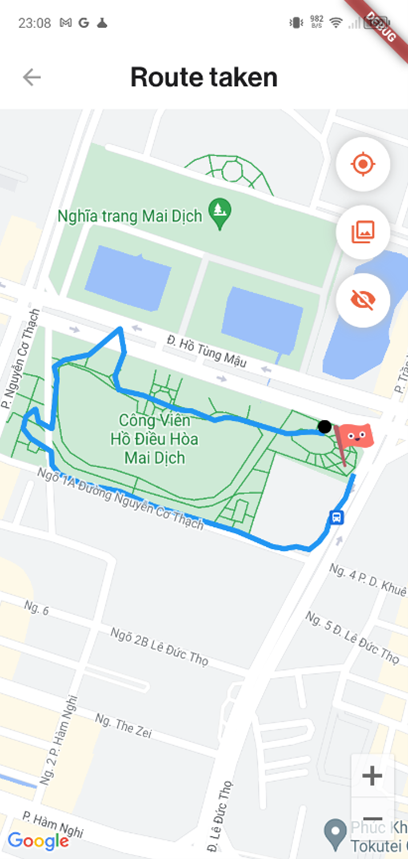 23:08
982
B/S
DEBUG
Route taken
Nghĩa trang Mai Dịch
P. Nguyễn Cơ Thạch
Đ. Hồ Tùng Mậu
P. Trần
Công Viên
Hồ Điều Hòa
Mai Dịch
Ngõ 1A Đường Nguyễn Cơ Thạch
Ng. 4 P. D. Khuê
Ng. 6
Ng. 5 Đ. Lê Đức Thọ
Ngõ 2B Lê Đức Thọ
Ng. 2 P. Hàm Nghi
Ng. The Zei
Đ. Lê Đức Thọ
P. Hàm Nghi
Phúc Kh
Tokutei C
Google